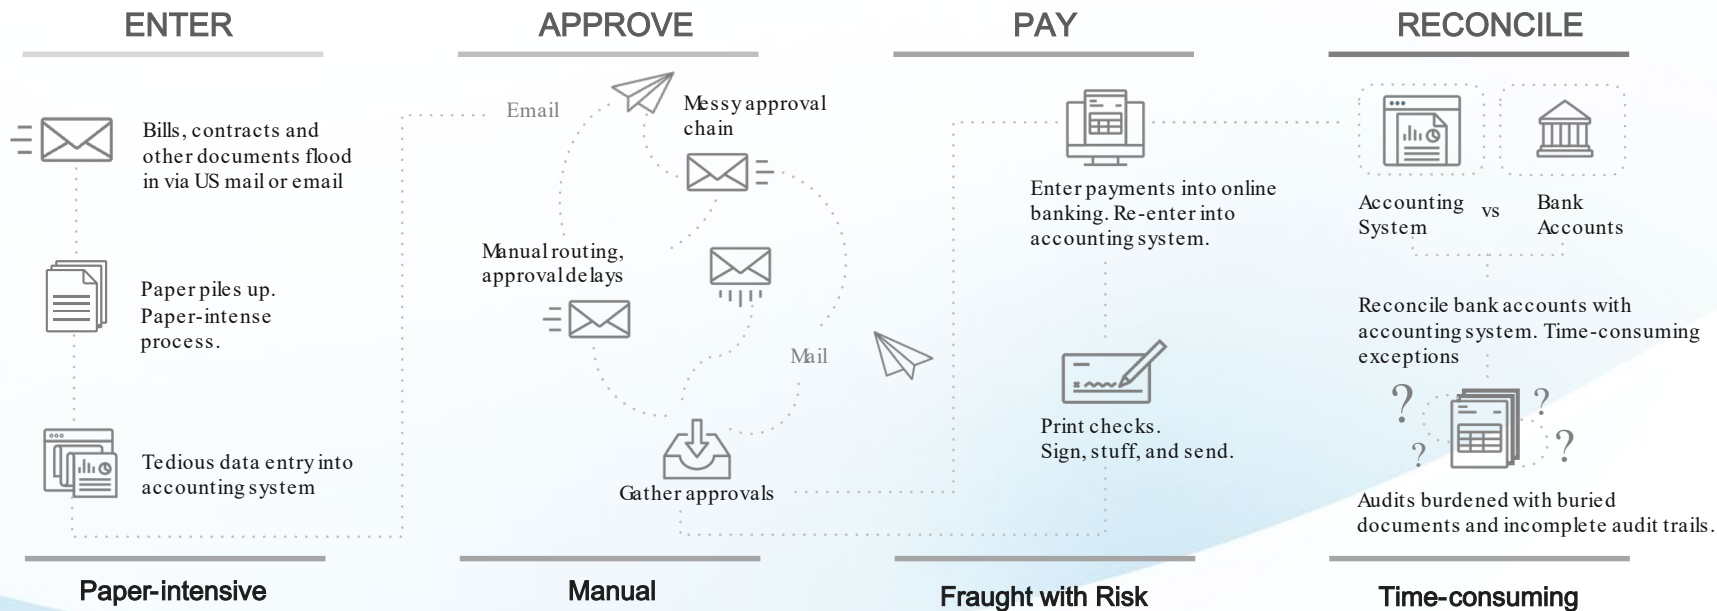 ENTER
Bills, contracts and
other documents flood
in via US mail or email
Paper piles up.
Paper-intense
process.
Tedious data entry into
accounting system
Paper-intensive
APPROVE
Email
Messy approval
chain
Manual routing,
approval delays
Mail
Gather approvals
Manual
PAY
Enter payments into online
banking. Re-enter into
accounting system.
Print checks.
Sign, stuff, and send.
Fraught with Risk
RECONCILE
Accounting
System
vs
Bank
Accounts
Reconcile bank accounts with
accounting system. Time-consuming
exceptions
?
?
?
?
Audits burdened with buried
documents and incomplete audit trails.
Time-consuming